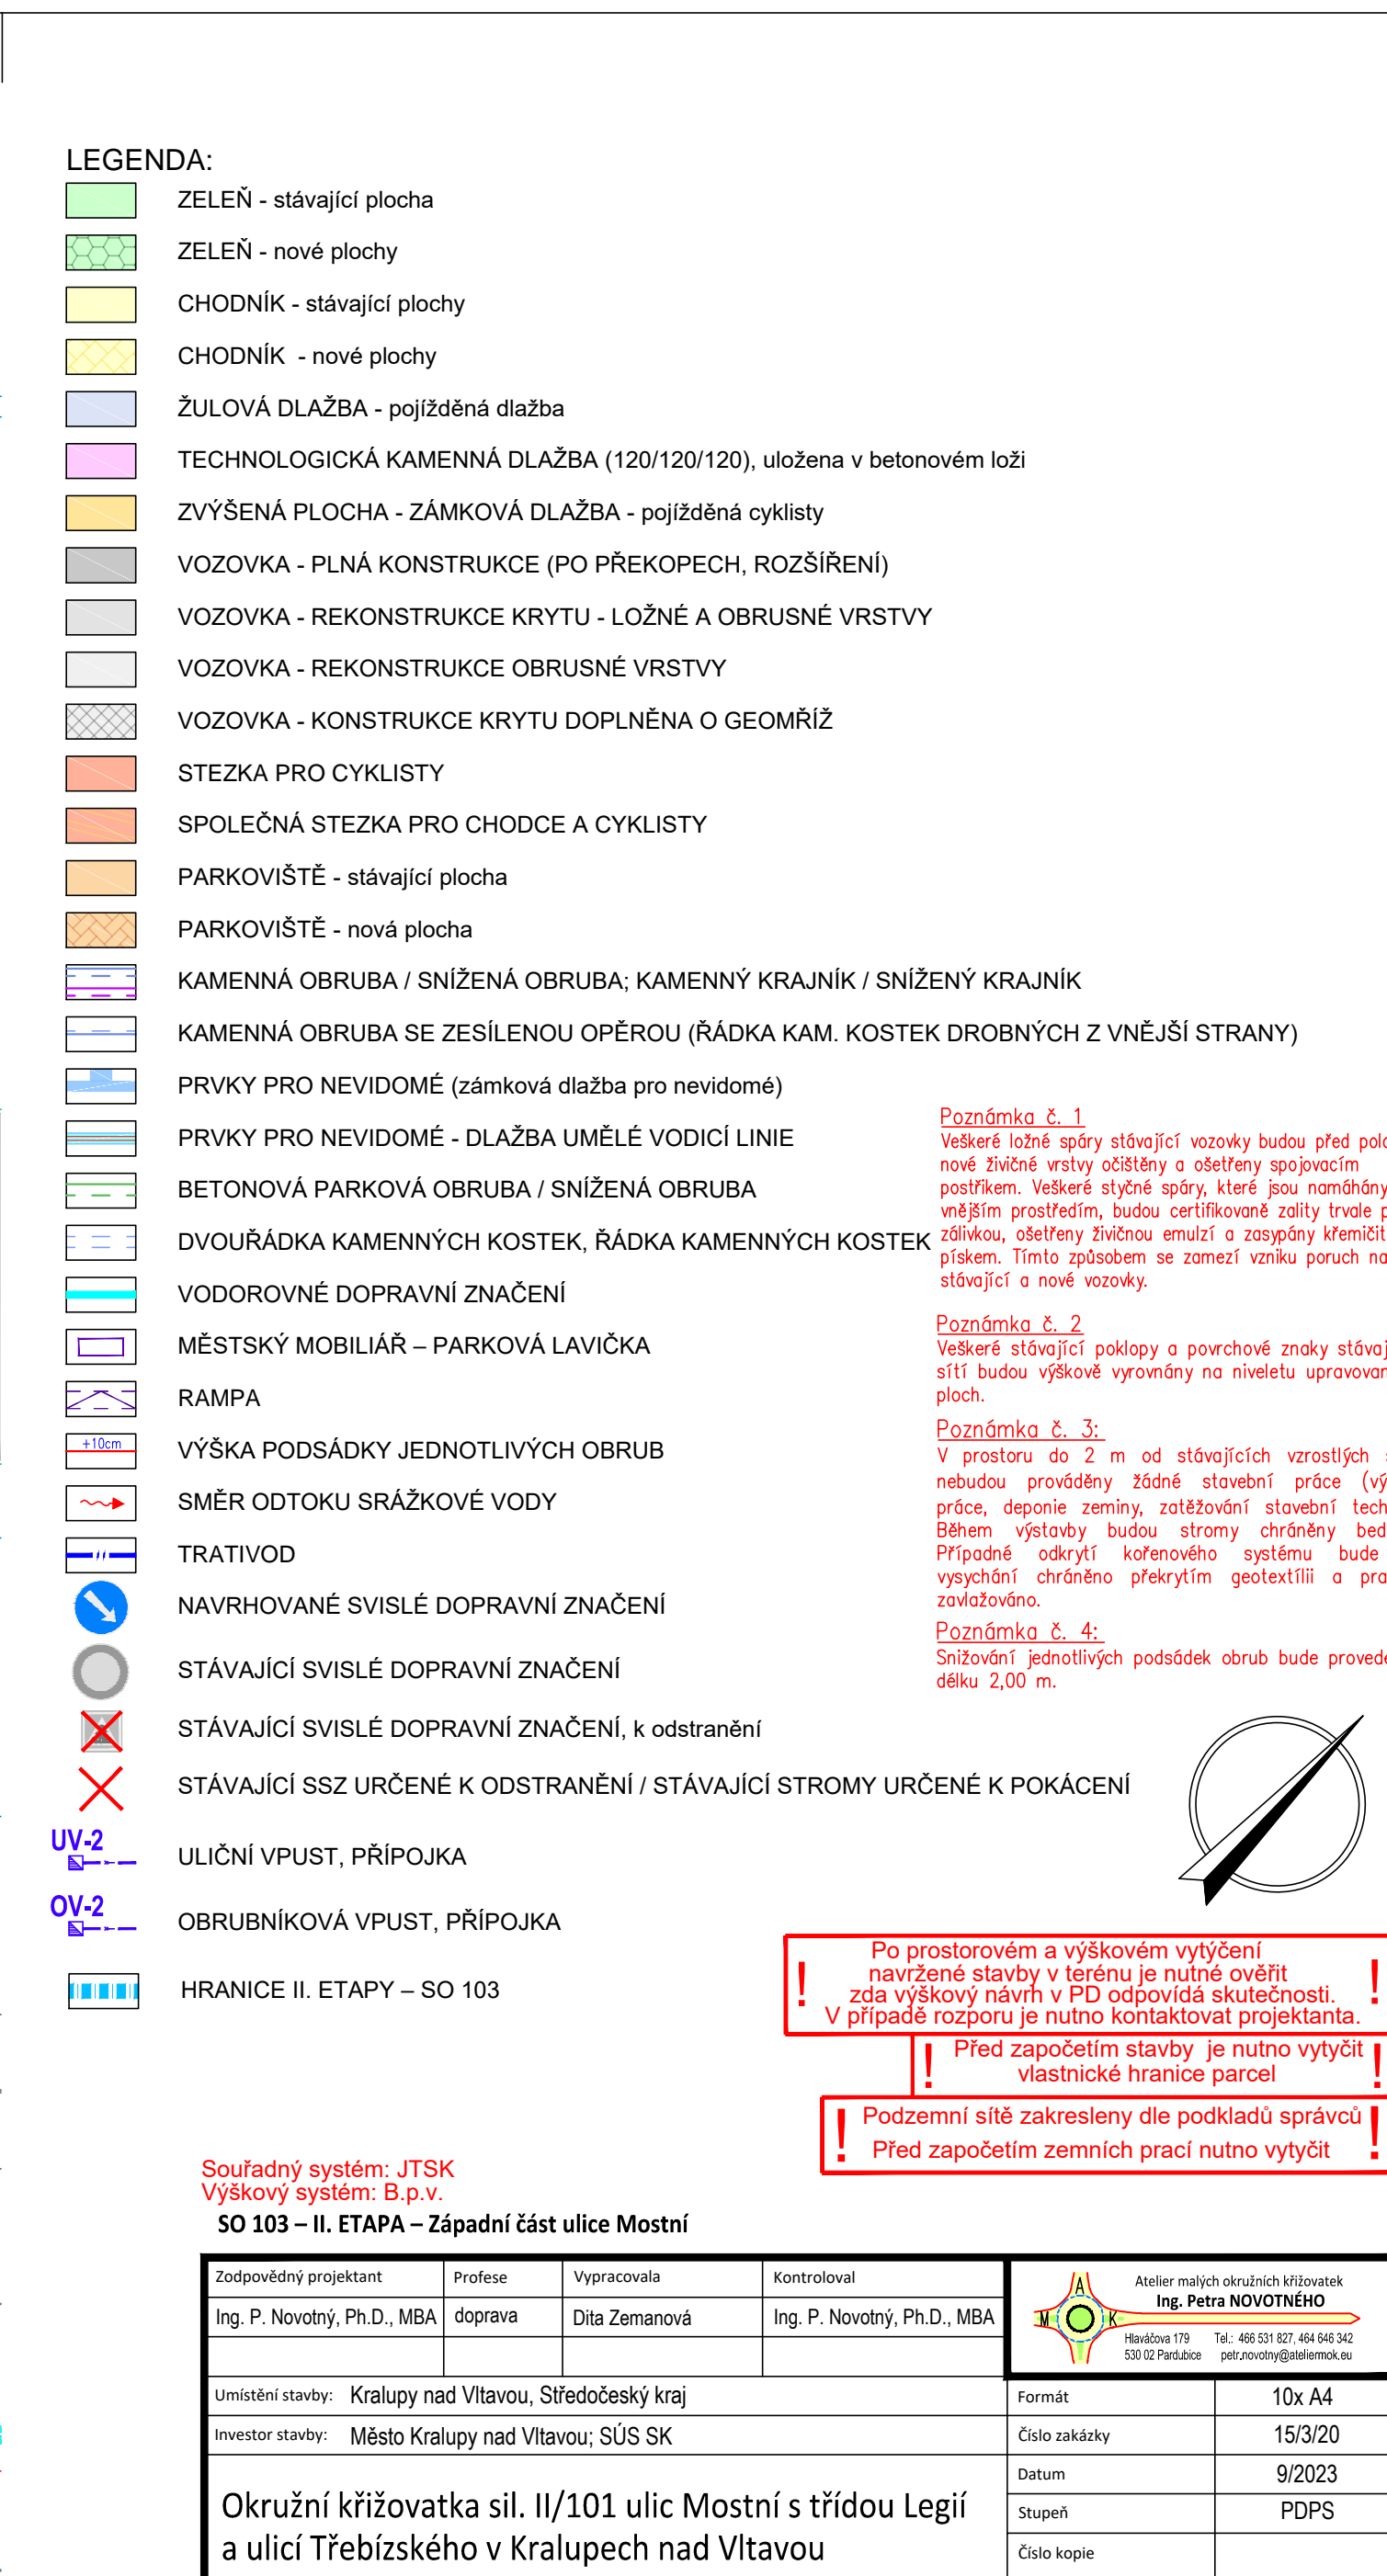 LEGENDA:
ZELEŇ - stávající plocha
ZELEŇ - nové plochy
CHODNÍK - stávající plochy
CHODNÍK - nové plochy
ŽULOVÁ DLAŽBA - pojížděná dlažba
TECHNOLOGICKÁ KAMENNÁ DLAŽBA (120/120/120), uložena v betonovém loži
ZVÝŠENÁ PLOCHA - ZÁMKOVÁ DLAŽBA - pojížděná cyklisty
VOZOVKA - PLNÁ KONSTRUKCE (PO PŘEKOPECH, ROZŠÍŘENÍ)
VOZOVKA - REKONSTRUKCE KRYTU - LOŽNÉ A OBRUSNÉ VRSTVY
VOZOVKA - REKONSTRUKCE OBRUSNÉ VRSTVY
VOZOVKA - KONSTRUKCE KRYTU DOPLNĚNA O GEOMŘÍŽ
STEZKA PRO CYKLISTY
SPOLEČNÁ STEZKA PRO CHODCE A CYKLISTY
PARKOVIŠTĚ - stávající plocha
PARKOVIŠTĚ - nová plocha
KAMENNÁ OBRUBA / SNÍŽENÁ OBRUBA; KAMENNÝ KRAJNÍK / SNÍŽENÝ KRAJNÍK
KAMENNÁ OBRUBA SE ZESÍLENOU OPĚROU (ŘÁDKA KAM. KOSTEK DROBNÝCH Z VNĚJŠÍ STRANY)
PRVKY PRO NEVIDOMÉ (zámková dlažba pro nevidomé)
PRVKY PRO NEVIDOMÉ - DLAŽBA UMĚLÉ VODICÍ LINIE
BETONOVÁ PARKOVÁ OBRUBA / SNÍŽENÁ OBRUBA
DVOUŘÁDKA KAMENNÝCH KOSTEK, ŘÁDKA KAMENNÝCH KOSTEK
VODOROVNÉ DOPRAVNÍ ZNAČENÍ
MĚSTSKÝ MOBILIÁŘ – PARKOVÁ LAVIČKA
RAMPA
+10cm VÝŠKA PODSÁDKY JEDNOTLIVÝCH OBRUB
SMĚR ODTOKU SRÁŽKOVÉ VODY
TRATIVOD
NAVRHOVANÉ SVISLÉ DOPRAVNÍ ZNAČENÍ
STÁVAJÍCÍ SVISLÉ DOPRAVNÍ ZNAČENÍ
STÁVAJÍCÍ SVISLÉ DOPRAVNÍ ZNAČENÍ, k odstranění
STÁVAJÍCÍ SSZ URČENÉ K ODSTRANĚNÍ / STÁVAJÍCÍ STROMY URČENÉ K POKÁCENÍ
UV-2 ULIČNÍ VPUST, PŘÍPOJKA
OV-2 OBRUBNÍKOVÁ VPUST, PŘÍPOJKA
HRANICE II. ETAPY – SO 103
Poznámka č. 1
Veškeré ložné spáry stávající vozovky budou před
nové živičné vrstvy očištěny a ošetřeny spojovacím
postřikem. Veškeré styčné spáry, které jsou namáhány
vnějším prostředím, budou certifikovaně zality trvale
zálivkou, ošetřeny živičnou emulzí a zasypány
pískem. Tímto způsobem se zamezí vzniku poruch na
stávající a nové vozovky.
Poznámka č. 2
Veškeré stávající poklopy a povrchové znaky
sítí budou výškově vyrovnány na niveletu
ploch.
Poznámka č. 3:
V prostoru do 2 m od stávajících vzrostlých
nebudou prováděny žádné stavební práce
práce, deponie zeminy, zatěžování stavební
Během výstavby budou stromy chráněny
Případné odkrytí kořenového systému bude
vysychání chráněno překrytím geotextílii a
zavlažováno.
Poznámka č. 4:
Snižování jednotlivých podsádek obrub bude
délku 2,00 m.
! Po prostorovém a výškovém vytýčení !
navržené stavby v terénu je nutné ověřit
zda výškový návrh v PD odpovídá skutečnosti.
V případě rozporu je nutno kontaktovat projektanta.
! Před započetím stavby je nutno vytyčit !
vlastnické hranice parcel
! Podzemní sítě zakresleny dle podkladů správců !
Před započetím zemních prací nutno vytyčit
Souřadný systém: JTSK
Výškový systém: B.p.v.
SO 103 – II. ETAPA – Západní část ulice Mostní
Zodpovědný projektant Profese Vypracovala Kontroloval
Ing. P. Novotný, Ph.D., MBA doprava Dita Zemanová Ing. P. Novotný, Ph.D., MBA
A
M K
Atelier malých okružních křižovatek
Ing. Petra NOVOTNÉHO
Hlaváčova 179 Tel.: 466 531 827, 464 646 342
530 02 Pardubice petr.novotny@ateliermok.eu
Umístění stavby: Kralupy nad Vltavou, Středočeský kraj
Investor stavby: Město Kralupy nad Vltavou; SÚS SK
Okružní křižovatka sil. II/101 ulic Mostní s třídou Legií
a ulicí Třebízského v Kralupech nad Vltavou
Formát 10x A4
Číslo zakázky 15/3/20
Datum 9/2023
Stupeň PDPS
Číslo kopie